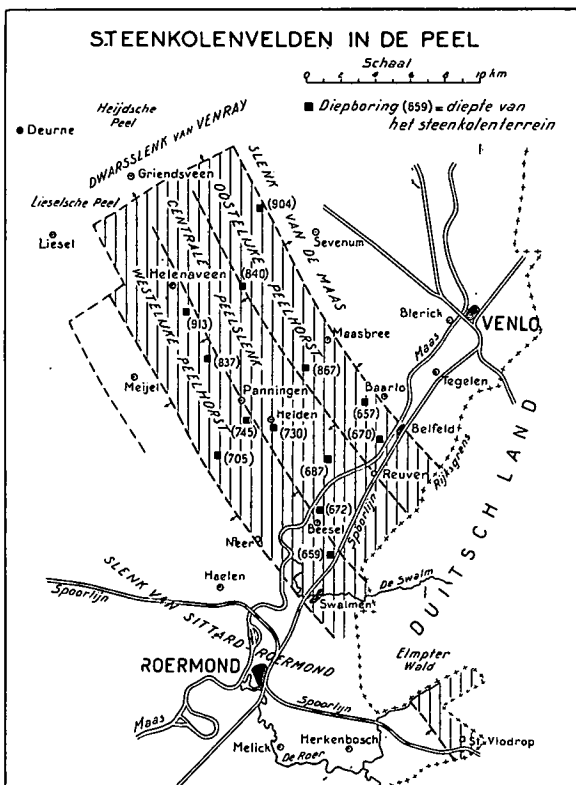 STEENKOLENVELDEN IN DE PEEL
Schaal
0 2 4 6 8 10 km
Diepboring (659) = diepte van
het steenkolenterrein
Heijdsche
Peel
Deurne
DWARSSLENK VAN VENRAY
Griendsveen
Lieselsche Peel
Liesel
SLENK VAN DE MAAS
OOSTELIJKE PEELHORST
CENTRALE PEELSLENK
WESTELIJKE PEELHORST
(904)
Sevenum
Helenaveen
(840)
(913)
Blerick
VENLO
Maas
Maasbree
(837)
(867)
Meijel
Panningen
Baarlo
Tegelen
(657)
Helden
(745)
(730)
(670)
Belfeld
(705)
(687)
Reuver
Rijksgrens
(672)
Beesel
Spoorlijn
Neer
(659)
DUITSCHLAND
Haelen
De Swalm
Swalmen
SLENK VAN SITTARD ROERMOND
Spoorlijn
Elmpter
Wald
ROERMOND
Spoorlijn
Maas
Melick
De Roer
Herkenbosch
St. Vlodrop